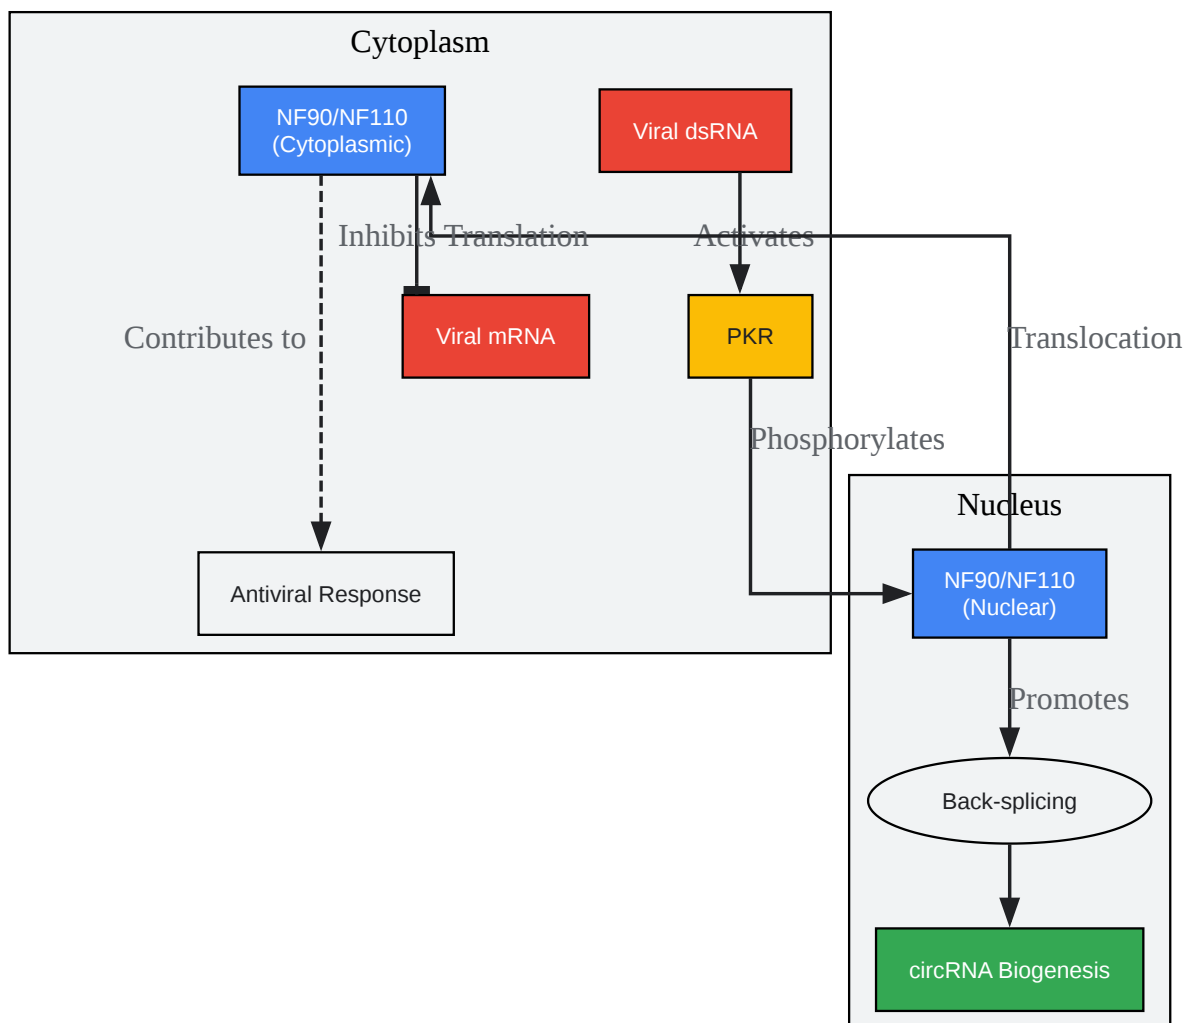 Cytoplasm
NF90/NF110
(Cytoplasmic)
Viral dsRNA
Inhibits Translation
Activates
Contributes to
Viral mRNA
PKR
Translocation
Phosphorylates
Nucleus
Antiviral Response
NF90/NF110
(Nuclear)
Promotes
Back-splicing
circRNA Biogenesis